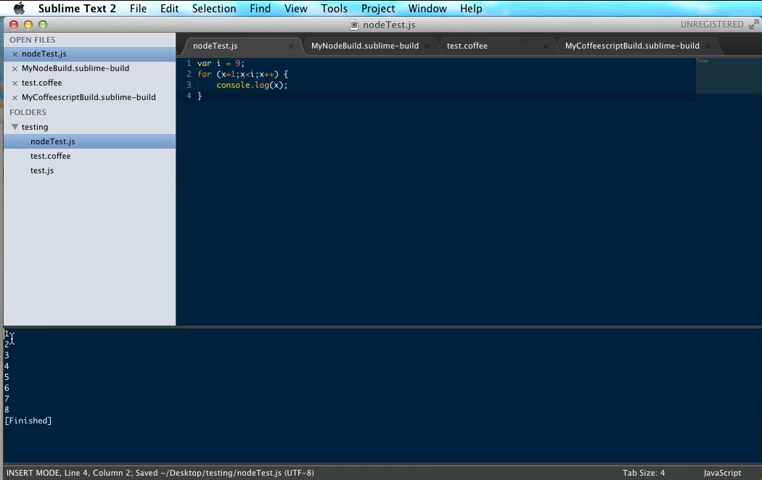 Sublime Text 2 File Edit Selection Find View Tools Project Window Help
nodeTest.js UNREGISTERED
OPEN FILES
nodeTest.js
MyNodeBuild.sublime-build
test.coffee
MyCoffeescriptBuild.sublime-build
FOLDERS
testing
nodeTest.js
test.coffee
test.js
nodeTest.js MyNodeBuild.sublime-build test.coffee MyCoffeescriptBuild.sublime-build
1 var i = 9;
2 for (x=1;x<i;x++) {
3 console.log(x);
4 }
1
2
3
4
5
6
7
8
[Finished]
INSERT MODE, Line 4, Column 2; Saved ~/Desktop/testing/nodeTest.js (UTF-8) Tab Size: 4 JavaScript